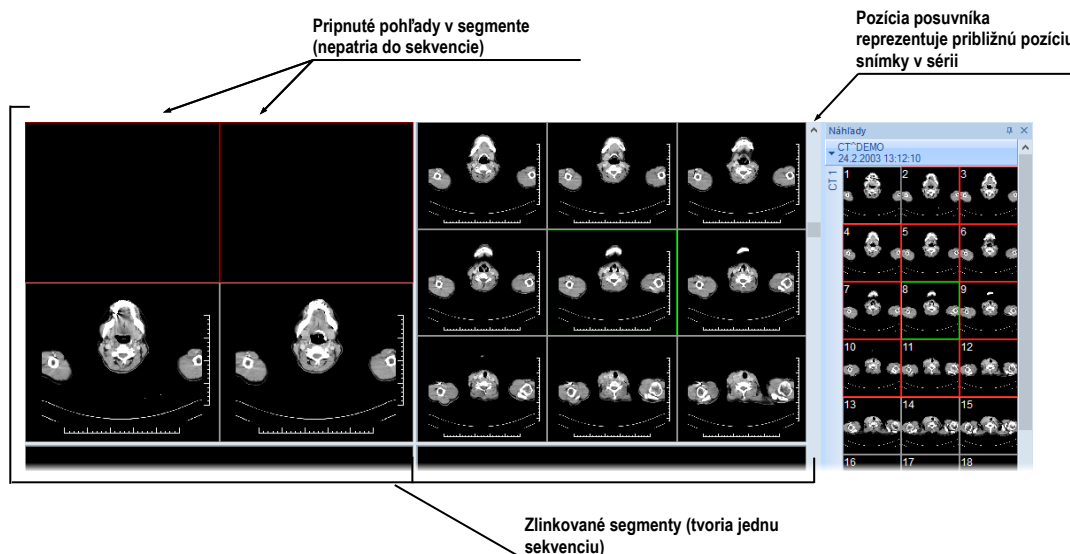 Pripnuté pohľady v segmente
(nepatria do sekvencie)
Pozícia posuvníka
reprezentuje približnú pozíciu
snímky v sérii
Náhľady
CT^DEMO
24.2.2003 13:12:10
CT 1
1 2 3
4 5 6
7 8 9
10 11 12
13 14 15
16 17 18
Zlinkované segmenty (tvoria jednu
sekvenciu)